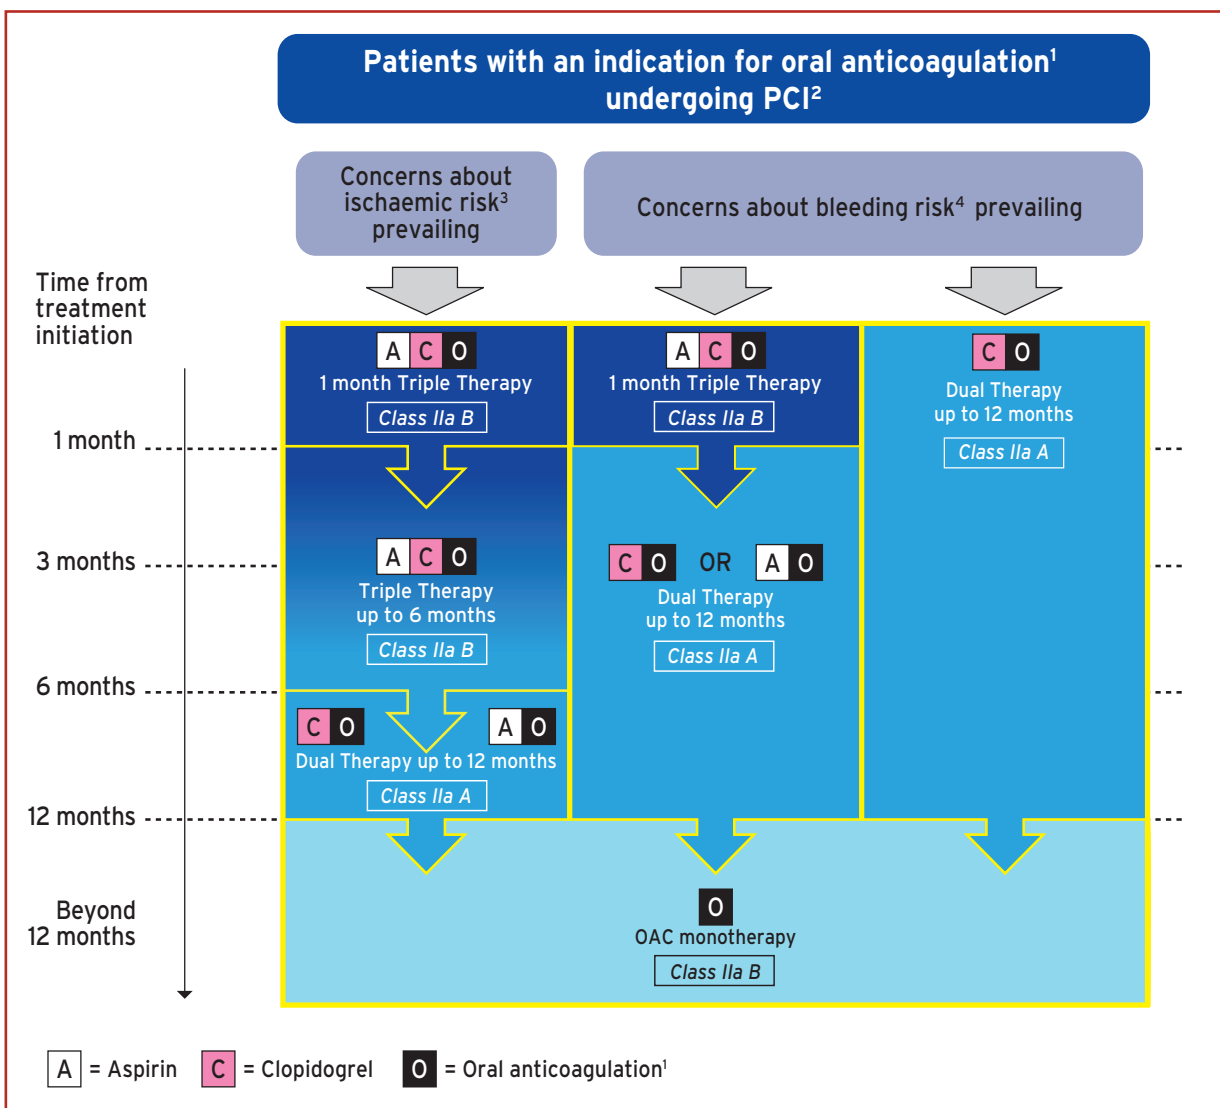 Patients with an indication for oral anticoagulation¹
undergoing PCI²
Concerns about
ischaemic risk³
prevailing
Concerns about bleeding risk⁴ prevailing
Time from
treatment
initiation
A C O
1 month Triple Therapy
Class IIa B
A C O
1 month Triple Therapy
Class IIa B
C O
Dual Therapy
up to 12 months
Class IIa A
1 month
3 months
A C O
Triple Therapy
up to 6 months
Class IIa B
C O OR A O
Dual Therapy
up to 12 months
Class IIa A
6 months
C O A O
Dual Therapy up to 12 months
Class IIa A
12 months
Beyond
12 months
O
OAC monotherapy
Class IIa B
A = Aspirin C = Clopidogrel O = Oral anticoagulation¹